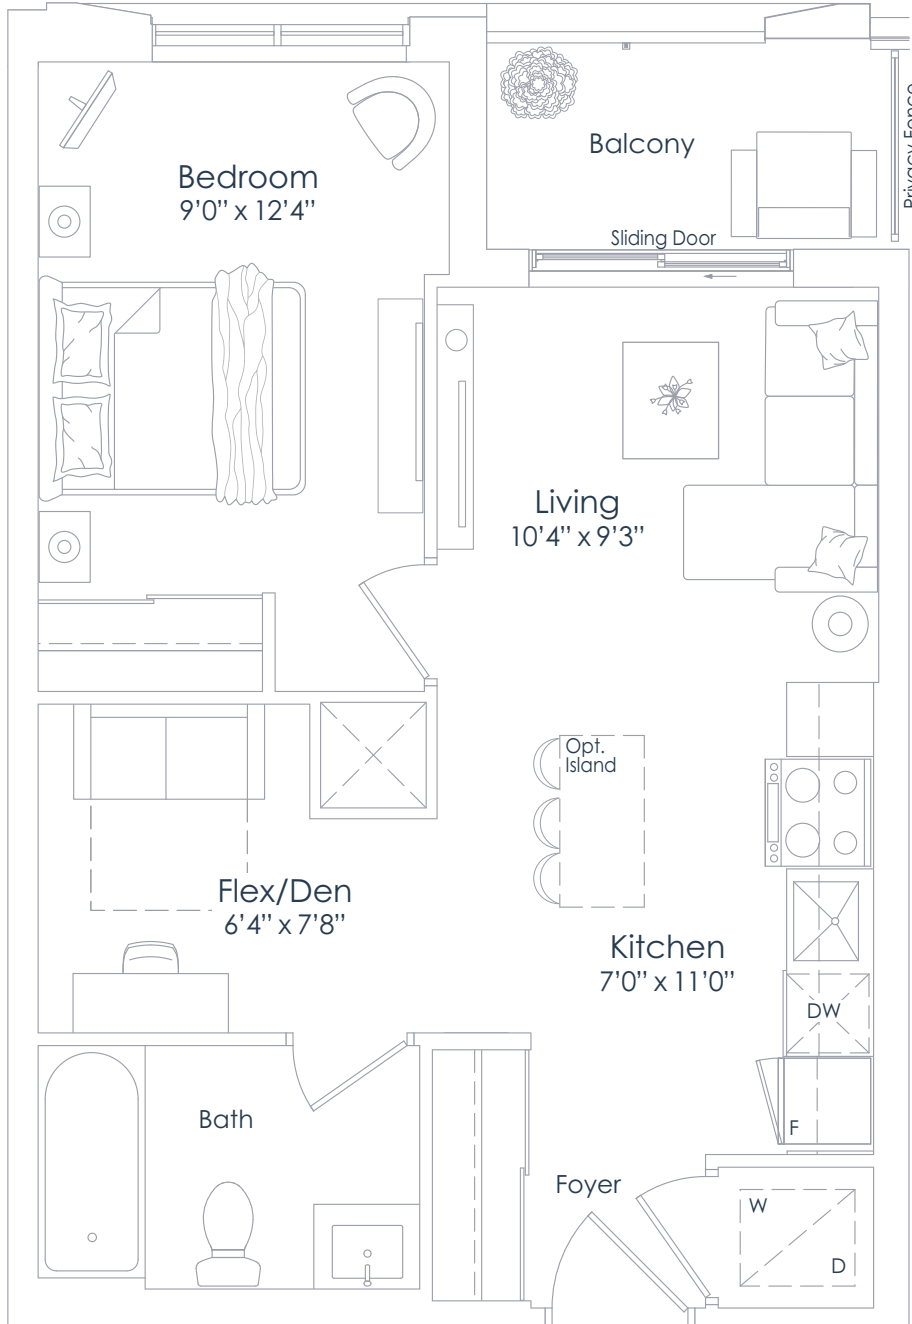 Privacy Fence
Balcony
Bedroom
9’0” x 12’4”
Sliding Door
Living
10’4” x 9’3”
Opt.
Island
Flex/Den
6’4” x 7’8”
Kitchen
7’0” x 11’0”
DW
Bath
F
Foyer
W
D